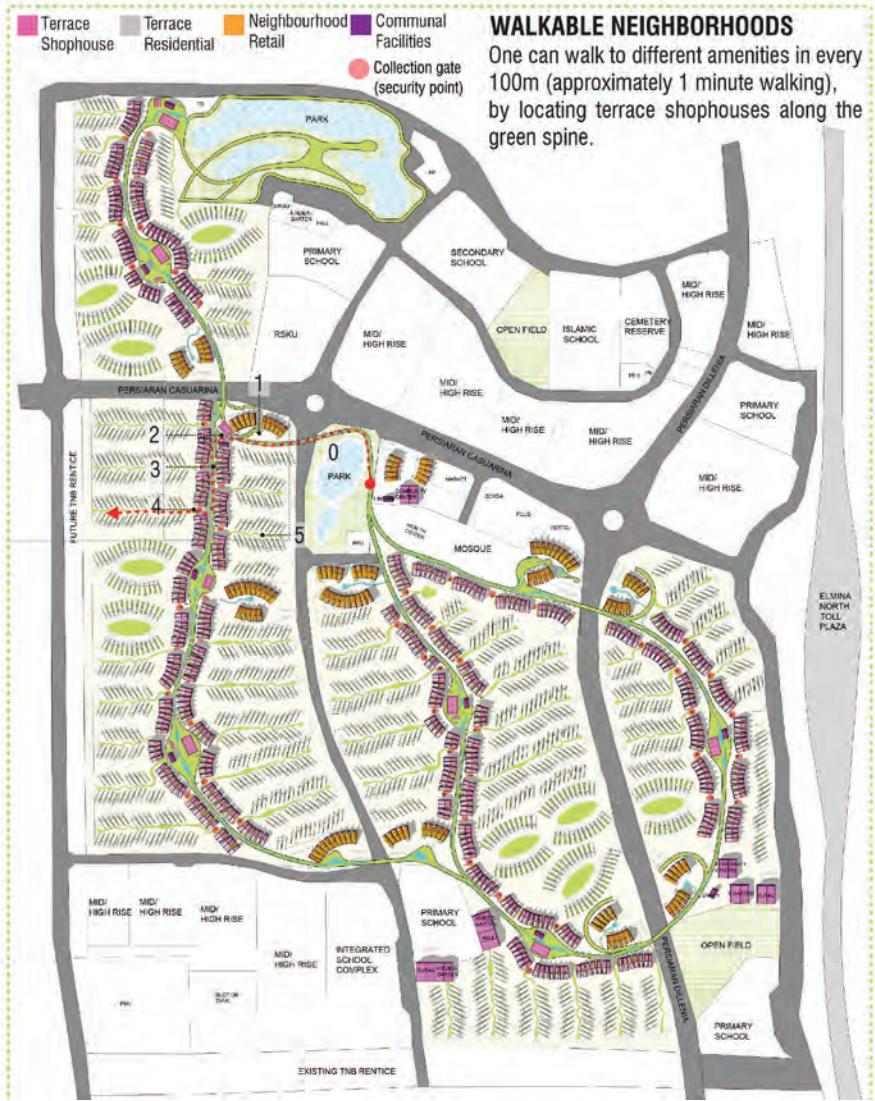 Terrace
Shophouse
Terrace
Residential
Neighbourhood
Retail
Communal
Facilities
Collection gate
(security point)
WALKABLE NEIGHBORHOODS
One can walk to different amenities in every
100m (approximately 1 minute walking),
by locating terrace shophouses along the
green spine.
PARK
PRIMARY
SCHOOL
SECONDARY
SCHOOL
RSKU
MID/
HIGH RISE
OPEN FIELD
ISLAMIC
SCHOOL
CEMETERY
RESERVE
MID/
HIGH RISE
MID/
HIGH RISE
PERSIARAN CASUARINA
1
MID/
HIGH RISE
MID/
HIGH RISE
MID/
HIGH RISE
PERSIARAN DILLENIA
PRIMARY
SCHOOL
MID/
HIGH RISE
2
3
4
5
0
PARK
PERSIARAN CASUARINA
MARKET
HEALTH
CENTER
MOSQUE
FUTURE TNB RENTICE
ELMINA
NORTH
TOLL
PLAZA
MID/
HIGH RISE
MID/
HIGH RISE
MID/
HIGH RISE
MID/
HIGH RISE
INTEGRATED
SCHOOL
COMPLEX
PRIMARY
SCHOOL
OPEN FIELD
PERSIARAN DILLENIA
PRIMARY
SCHOOL
EXISTING TNB RENTICE